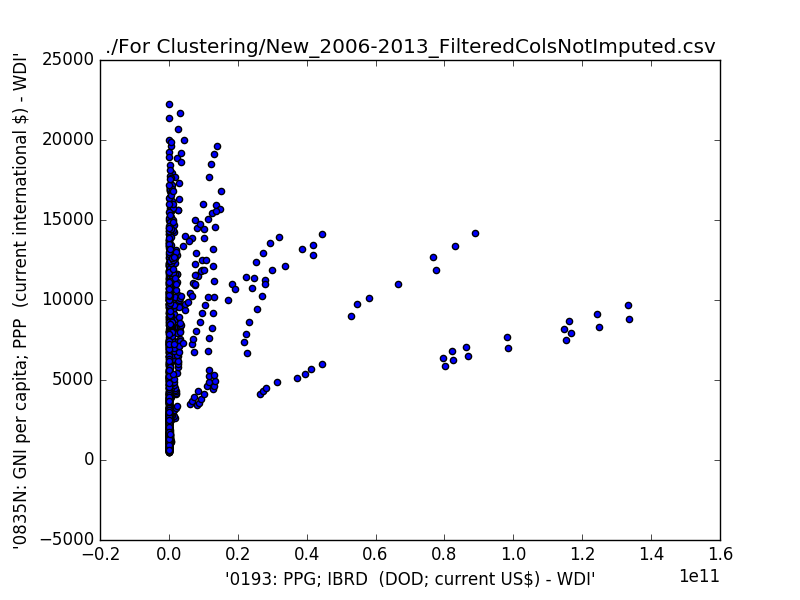 ./For Clustering/New_2006-2013_FilteredColsNotImputed.csv
'0835N: GNI per capita; PPP  (current international $) - WDI'
25000
20000
15000
10000
5000
0
−5000
−0.2 0.0 0.2 0.4 0.6 0.8 1.0 1.2 1.4 1.6
1e11
'0193: PPG; IBRD  (DOD; current US$) - WDI'